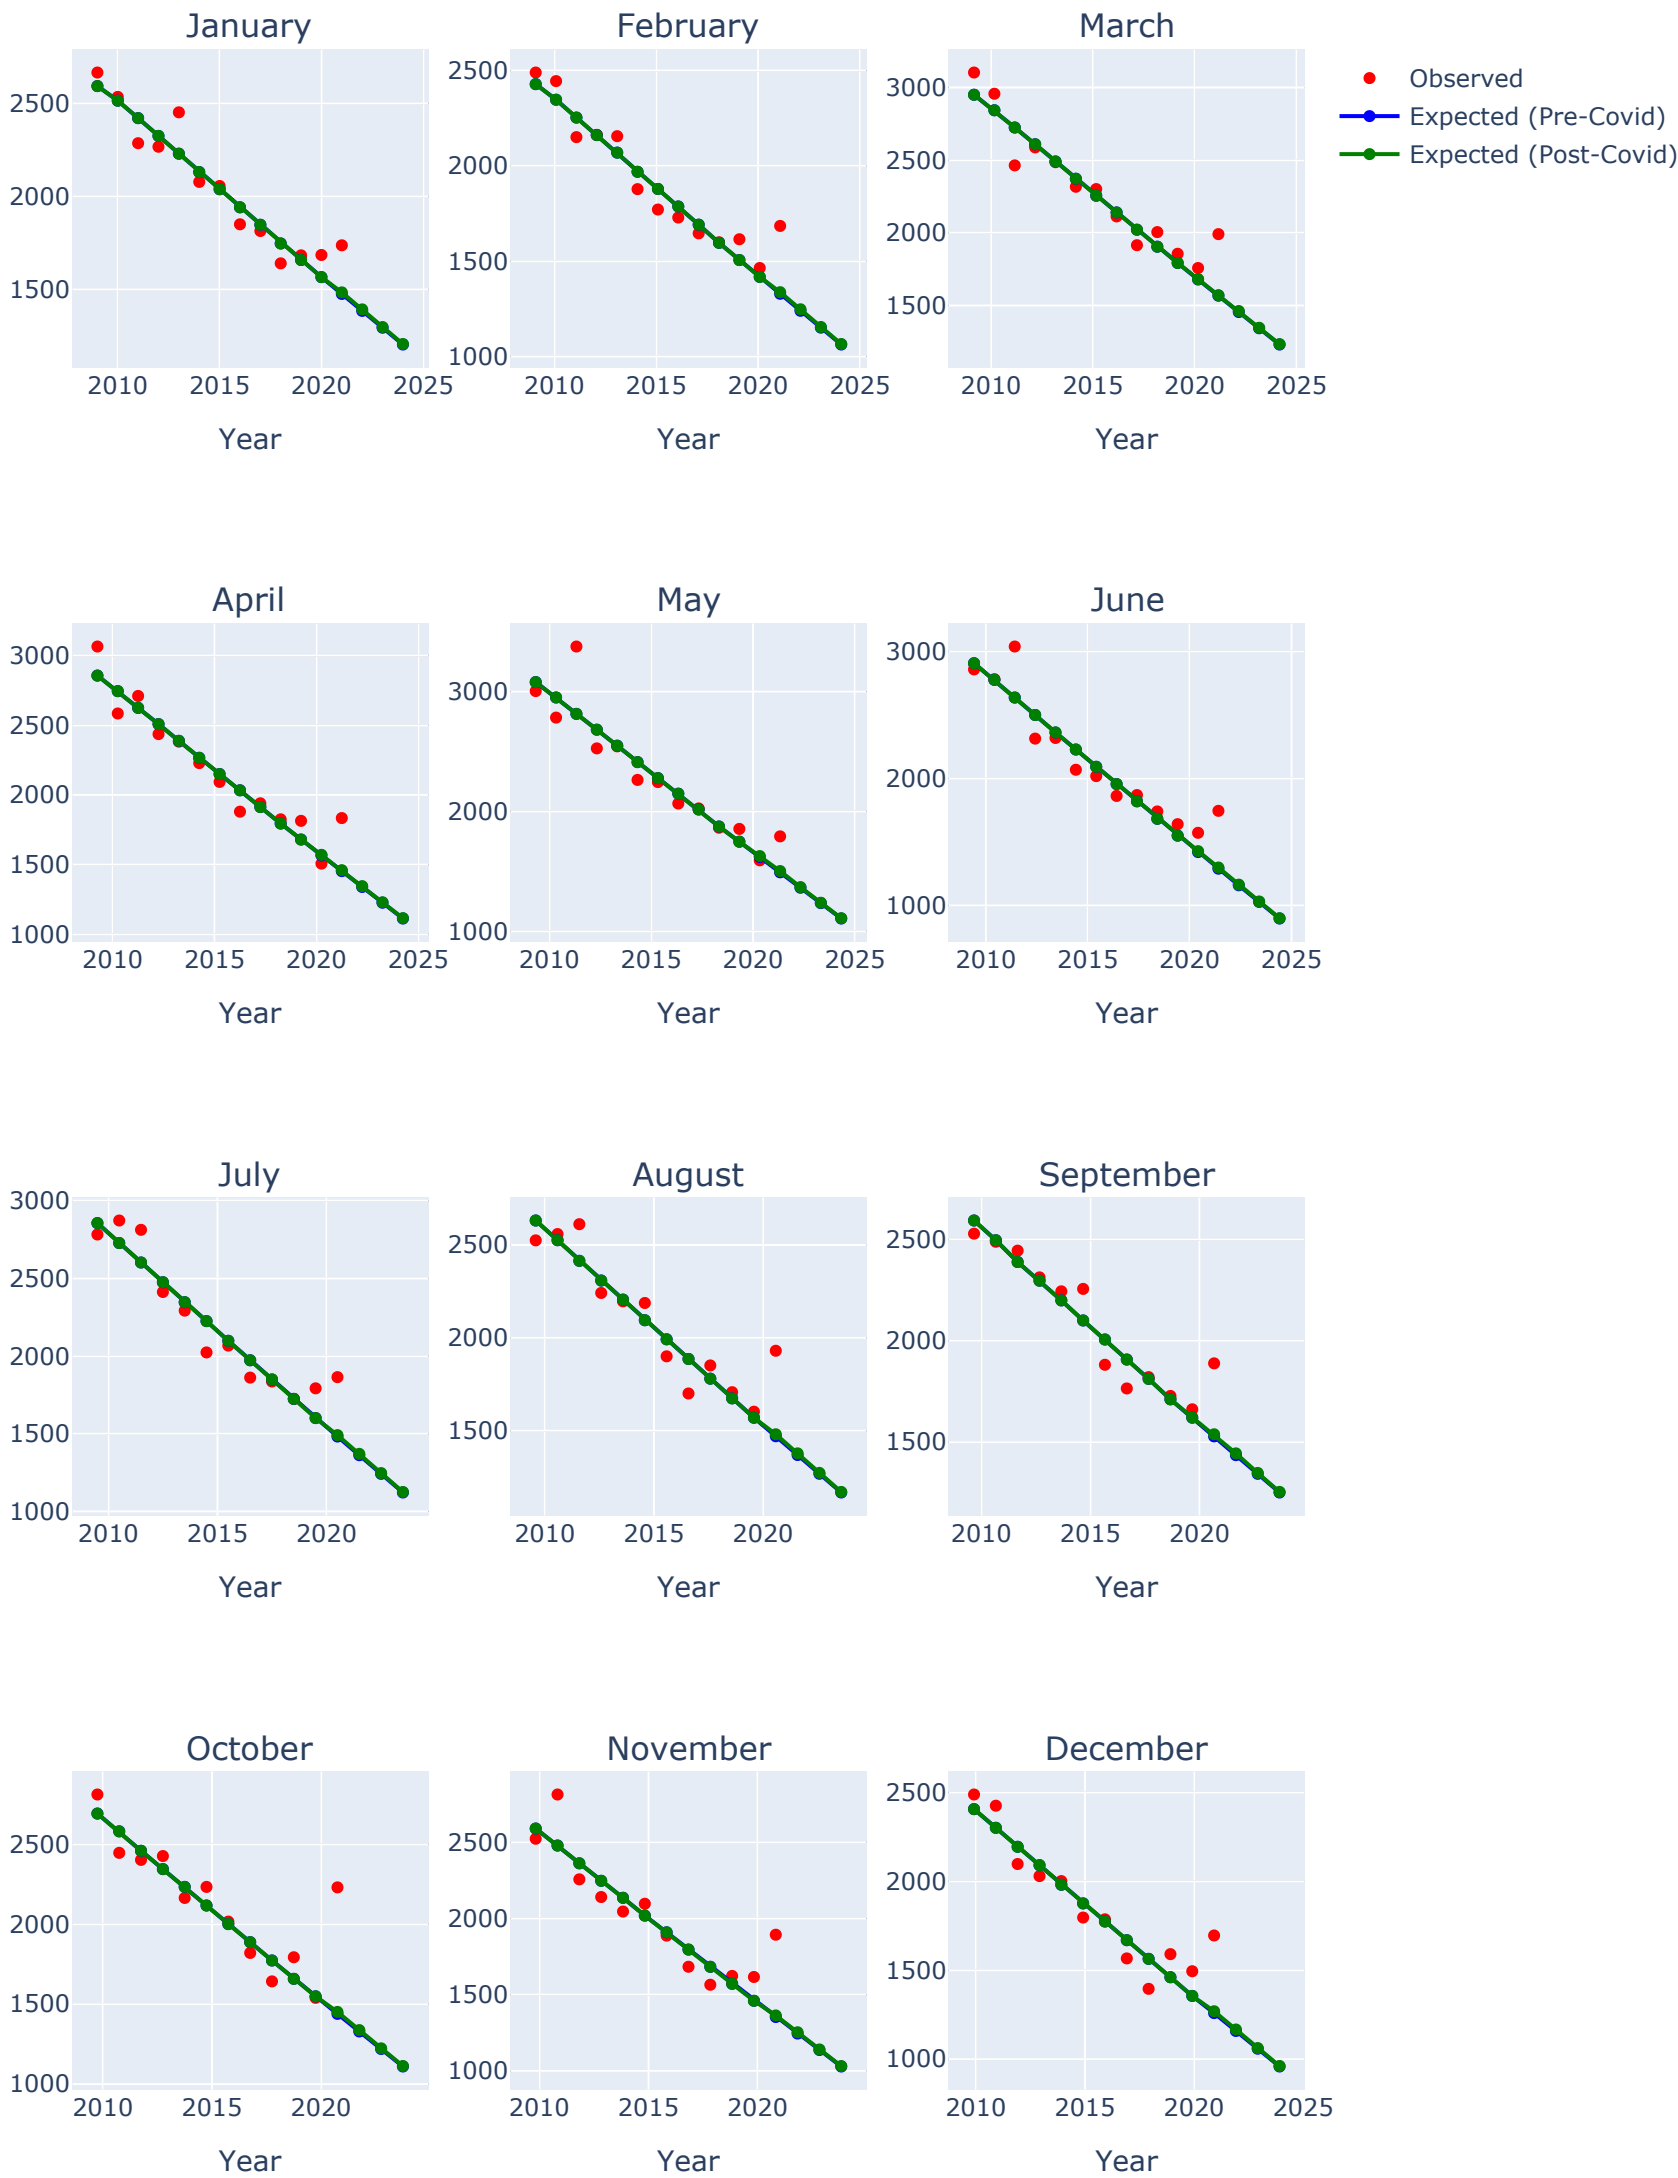 January February March
2500
2000
1500
2010 2015 2020 2025
Year
2500
2000
1500
1000
2010 2015 2020 2025
Year
3000
2500
2000
1500
2010 2015 2020 2025
Year
Observed
Expected (Pre-Covid)
Expected (Post-Covid)
April May June
3000
2500
2000
1500
1000
2010 2015 2020 2025
Year
3000
2000
1000
2010 2015 2020 2025
Year
3000
2000
1000
2010 2015 2020 2025
Year
July August September
3000
2500
2000
1500
1000
2010 2015 2020
Year
2500
2000
1500
2010 2015 2020
Year
2500
2000
1500
2010 2015 2020
Year
October November December
2500
2000
1500
1000
2010 2015 2020
Year
2500
2000
1500
1000
2010 2015 2020
Year
2500
2000
1500
1000
2010 2015 2020 2025
Year